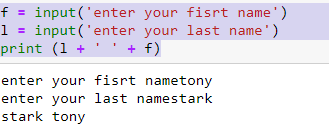 f = input('enter your fisrt name')
l = input('enter your last name')
print (l + ' ' + f)
enter your fisrt nametony
enter your last namestark
stark tony